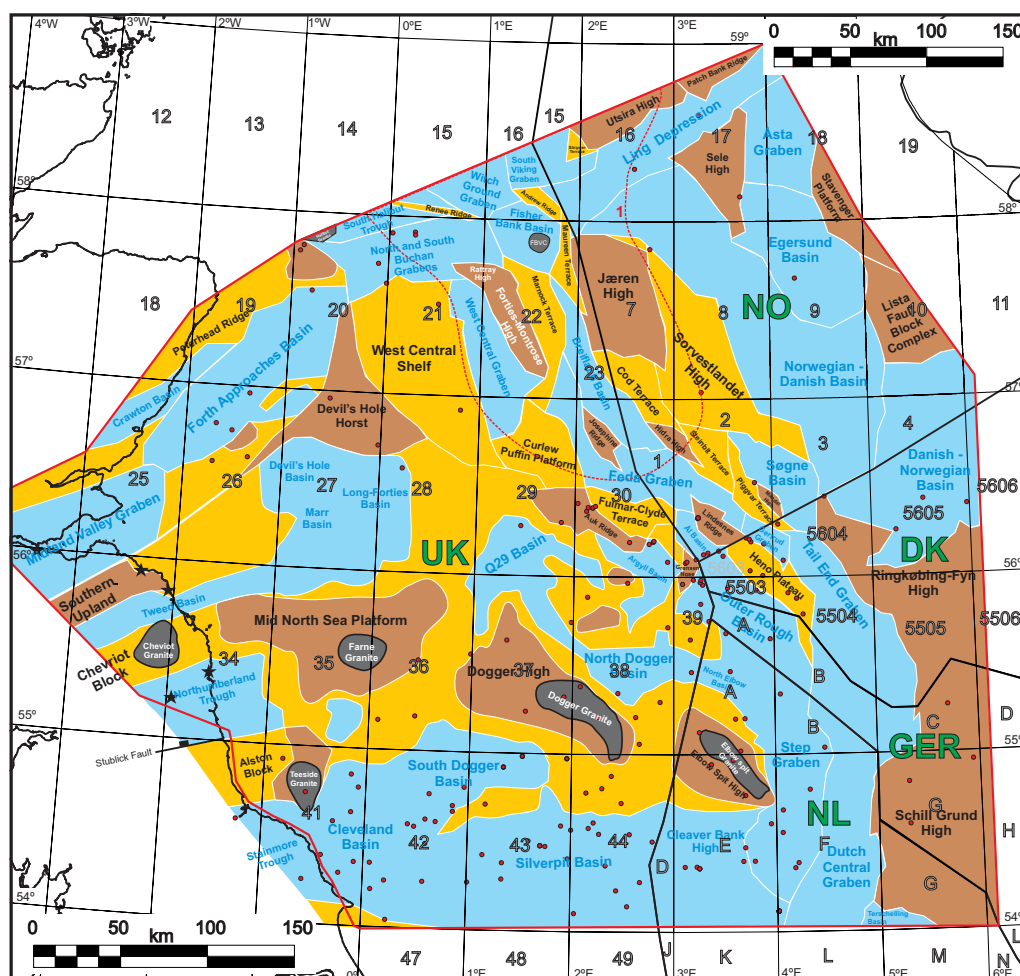 4°W
3°W
2°W
1°W
0°E
1°E
2°E
3°E
59°
0
50
100
150
km
12
13
14
15
16
15
16
17
18
19
Patch Bank Ridge
Utsira High
Ling Depression
Asta
Graben
Sele
High
Stavenger
Platform
South
Viking
Graben
Witch
Ground
Graben
Andrew Ridge
Renee Ridge
Fisher
Bank Basin
FBVC
South Halibut
Trough
58°
58°
1
North and South
Buchan
Grabens
Rattray
High
Maureen Terrace
Marnock Terrace
Forties-Montrose
High
West Central Graben
Jæren
High
7
8
NO
9
10
11
Egersund
Basin
Lista
Fault
Block
Complex
18
19
20
21
22
23
Peterhead Ridge
West Central
Shelf
Breiflab Basin
Cod Terrace
Sorvestlandet
High
Norwegian -
Danish Basin
57°
57°
Crawton Basin
Forth Approaches Basin
Devil's Hole
Horst
Curlew
Puffin Platform
Josephine
Ridge
Hidra High
Steinbit Terrace
Piggvar Terrace
Søgne
Basin
Danish -
Norwegian
Basin
1
2
3
4
25
26
27
28
29
30
Devil's Hole
Basin
Long-Forties
Basin
Marr
Basin
Feda Graben
Fulmar-Clyde
Terrace
Auk Ridge
Lindesnes
Ridge
5606
5605
5604
Midland Valley Graben
56°
56°
UK
DK
Q29 Basin
Argyll Basin
Grensen
Nose
5603
5503
Heno Plateau
Tail End Graben
5504
Outer Rough
Basin
Ringkøbing-Fyn
High
5505
5506
Southern
Upland
Tweed Basin
Cheviot
Granite
Cheviot
Block
34
35
36
37
38
39
A
Mid North Sea Platform
Farne
Granite
Dogger High
Dogger Granite
North Dogger
Basin
North Elbow
Basin
A
B
B
C
D
Northumberland
Trough
55°
55°
Stublick Fault
Alston
Block
Teeside
Granite
41
42
43
44
South Dogger
Basin
Elbow Spit
Granite
Elbow Spit High
Step
Graben
GER
NL
G
Schill Grund
High
G
H
Stainmore
Trough
Cleveland
Basin
Silverpit Basin
Gleaver Bank
High
D
E
F
Dutch
Central
Graben
Terschelling
Basin
54°
54°
0
50
100
150
km
0°
1°E
2°E
3°E
4°E
5°E
6°E
47
48
49
J
K
L
M
L
N